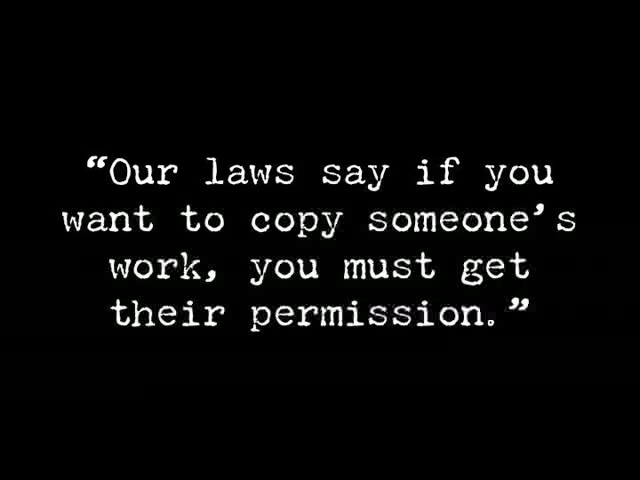 “Our laws say if you
want to copy someone’s
work, you must get
their permission.”